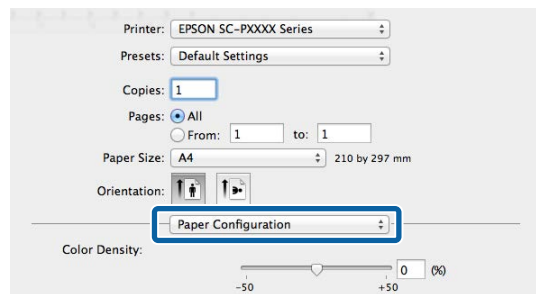 Printer: EPSON SC-PXXXX Series
Presets: Default Settings
Copies: 1
Pages: All
From: 1 to: 1
Paper Size: A4 210 by 297 mm
Orientation:
Paper Configuration
Color Density:
0 (%)
-50 +50